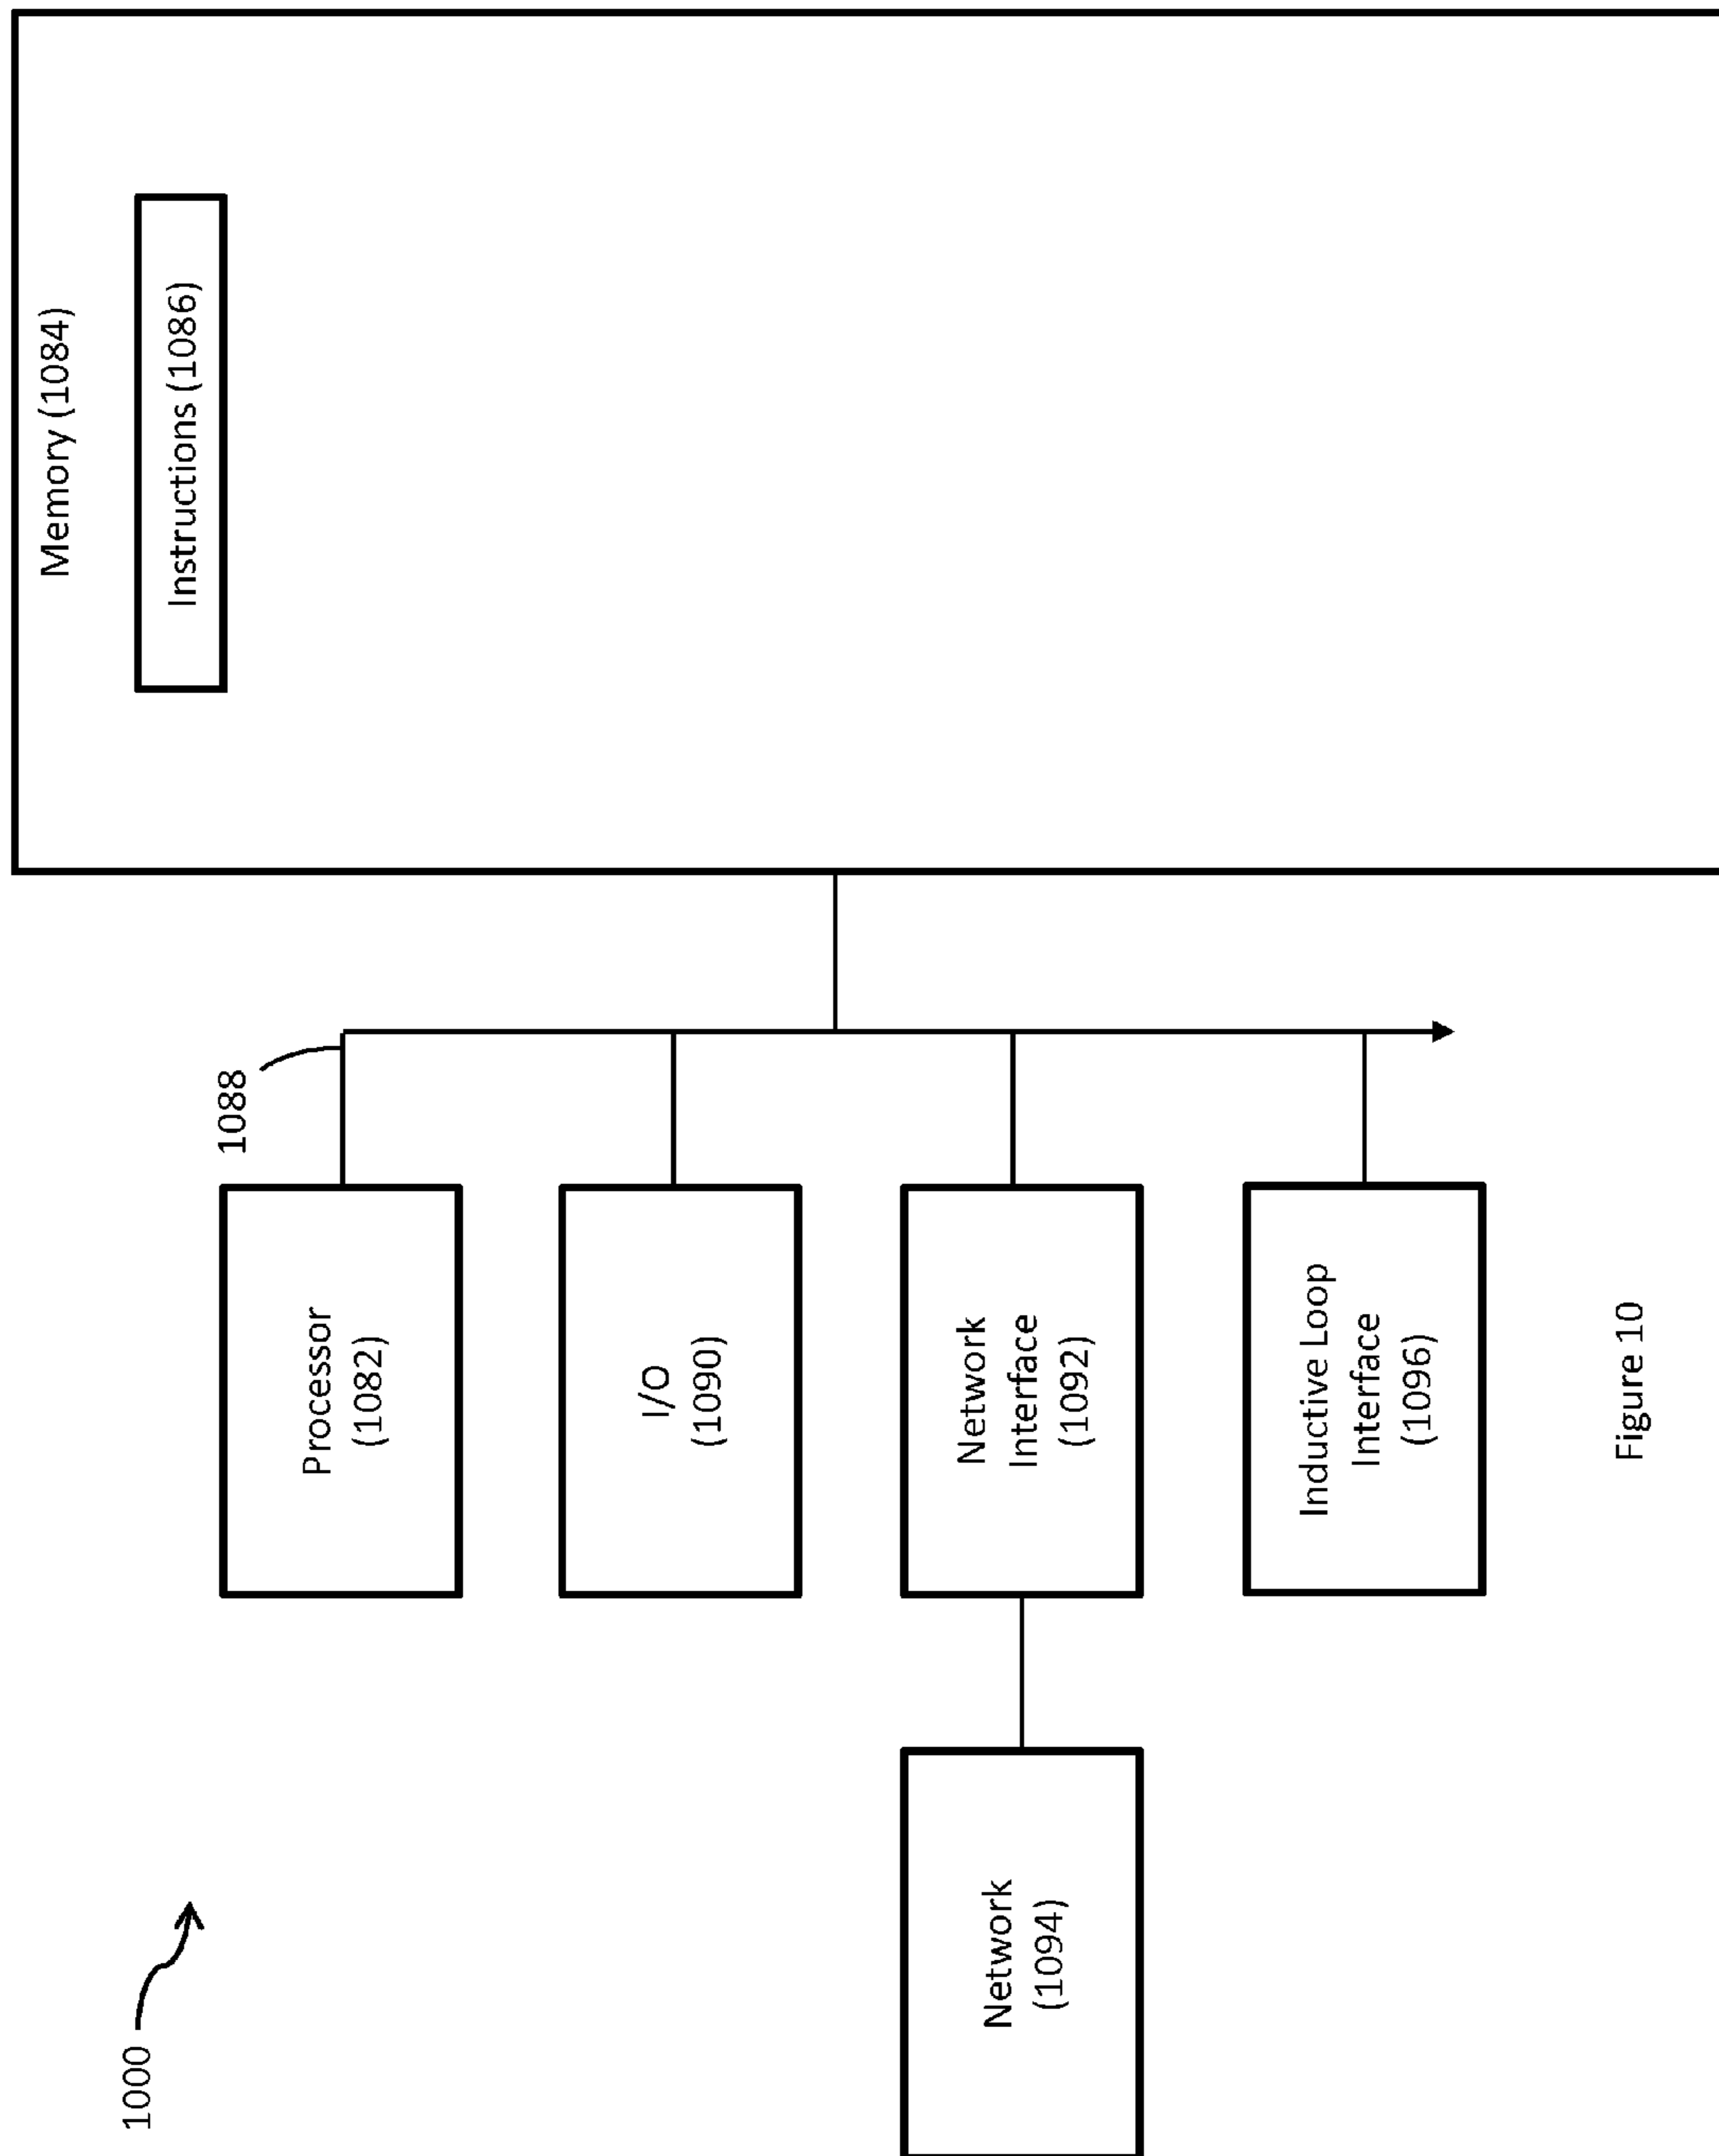 1000
Network
(1094)
Processor
(1082)
I/O
(1090)
Network
Interface
(1092)
Inductive Loop
Interface
(1096)
1088
Memory (1084)
Instructions (1086)
Figure 10